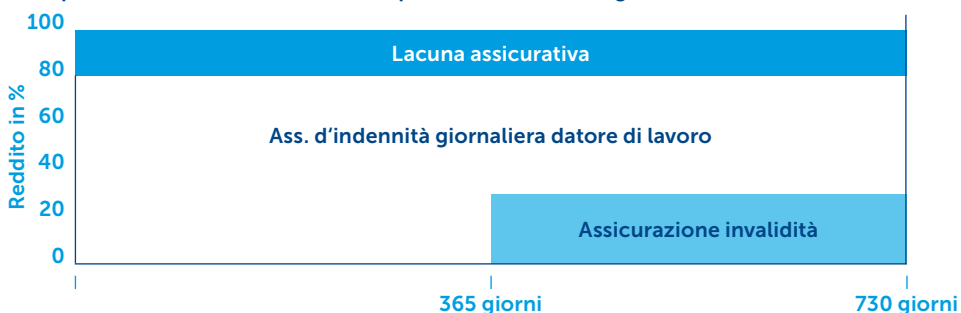 100
Lacuna assicurativa
80
60
Ass. d'indennità giornaliera datore di lavoro
40
20
Assicurazione invalidità
0
Reddito in %
365 giorni
730 giorni